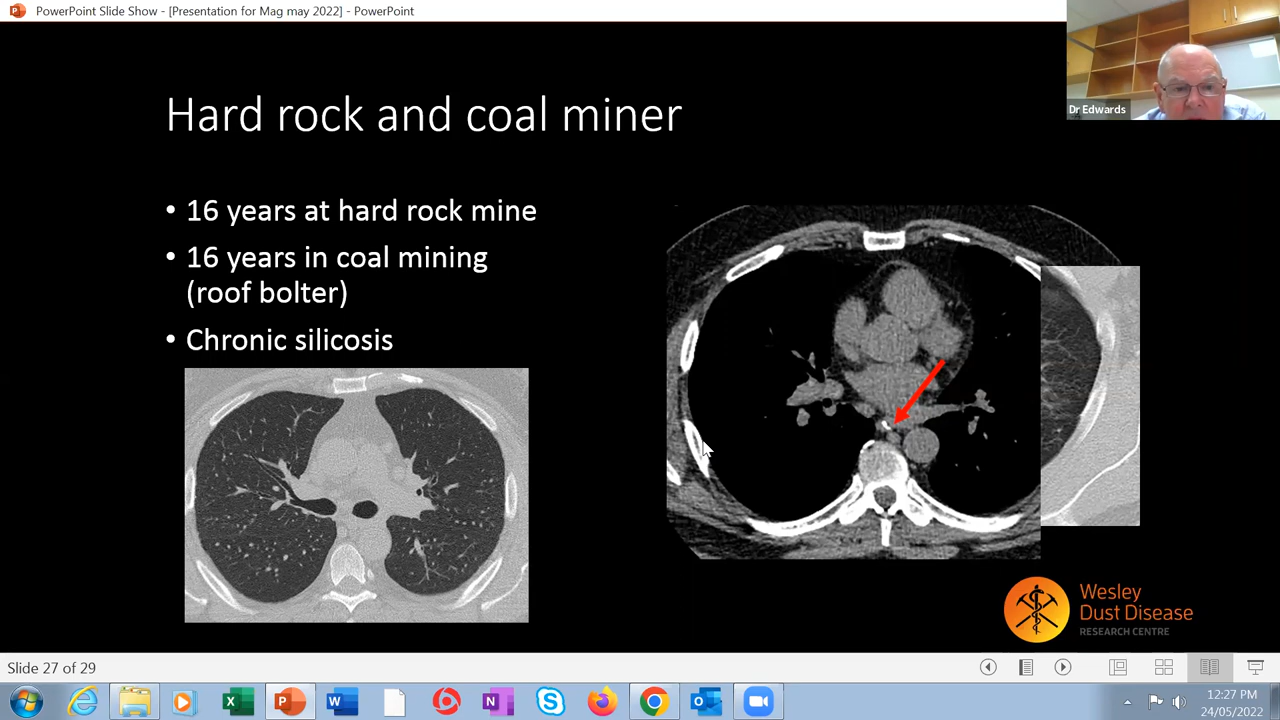 PowerPoint Slide Show - [Presentation for Mag may 2022] - PowerPoint
Dr Edwards
Hard rock and coal miner
• 16 years at hard rock mine
• 16 years in coal mining
(roof bolter)
• Chronic silicosis
Wesley
Dust Disease
RESEARCH CENTRE
Slide 27 of 29
12:27 PM
24/05/2022